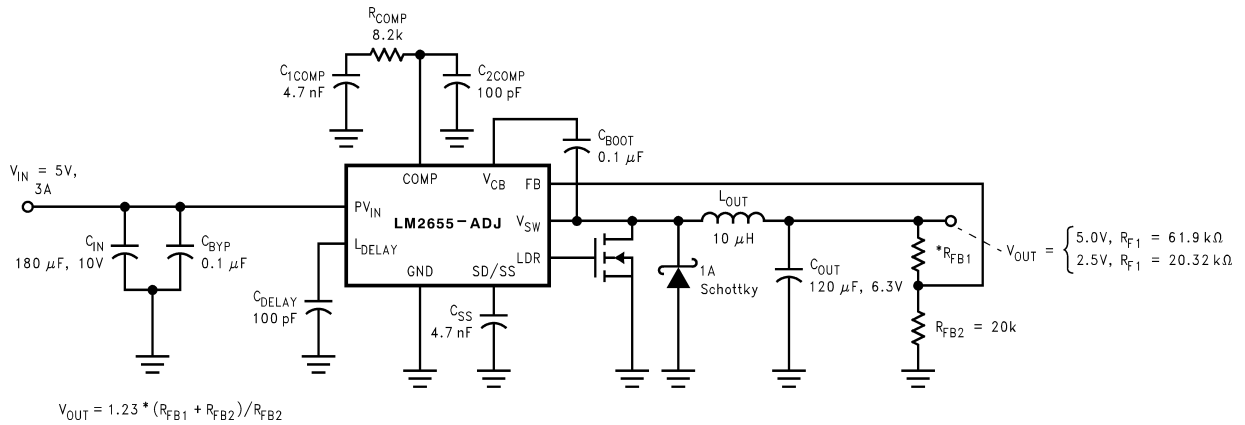 R_COMP
8.2k
C_1COMP
4.7 nF
C_2COMP
100 pF
C_BOOT
0.1 μF
V_IN = 5V,
3A
COMP
V_CB
FB
PV_IN
LM2655-ADJ
V_SW
L_DELAY
LDR
GND
SD/SS
C_IN
180 μF, 10V
C_BYP
0.1 μF
C_DELAY
100 pF
C_SS
4.7 nF
1A
Schottky
L_OUT
10 μH
C_OUT
120 μF, 6.3V
*R_FB1
R_FB2 = 20k
V_OUT = { 5.0V, R_F1 = 61.9 kΩ
2.5V, R_F1 = 20.32 kΩ
V_OUT = 1.23 * (R_FB1 + R_FB2)/R_FB2